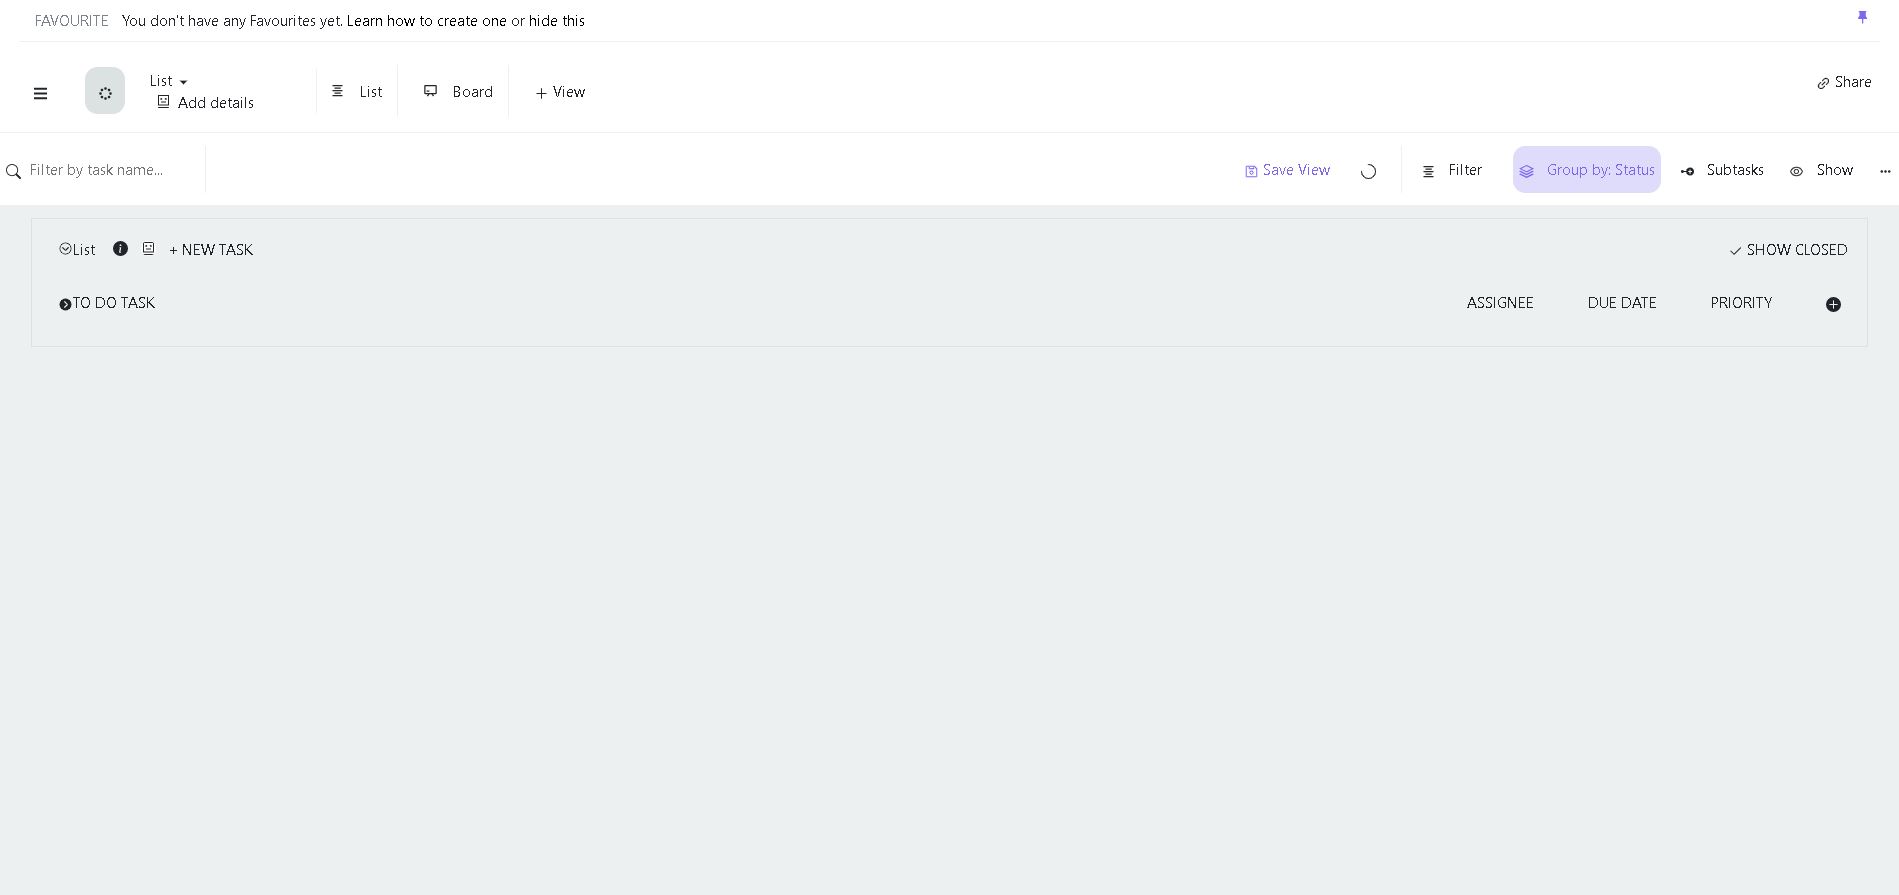 FAVOURITE You don't have any Favourites yet. Learn how to create one or hide this
List
Add details
List
Board
+ View
Share
Filter by task name...
Save View
Filter
Group by: Status
Subtasks
Show
List
+ NEW TASK
SHOW CLOSED
TO DO TASK
ASSIGNEE
DUE DATE
PRIORITY